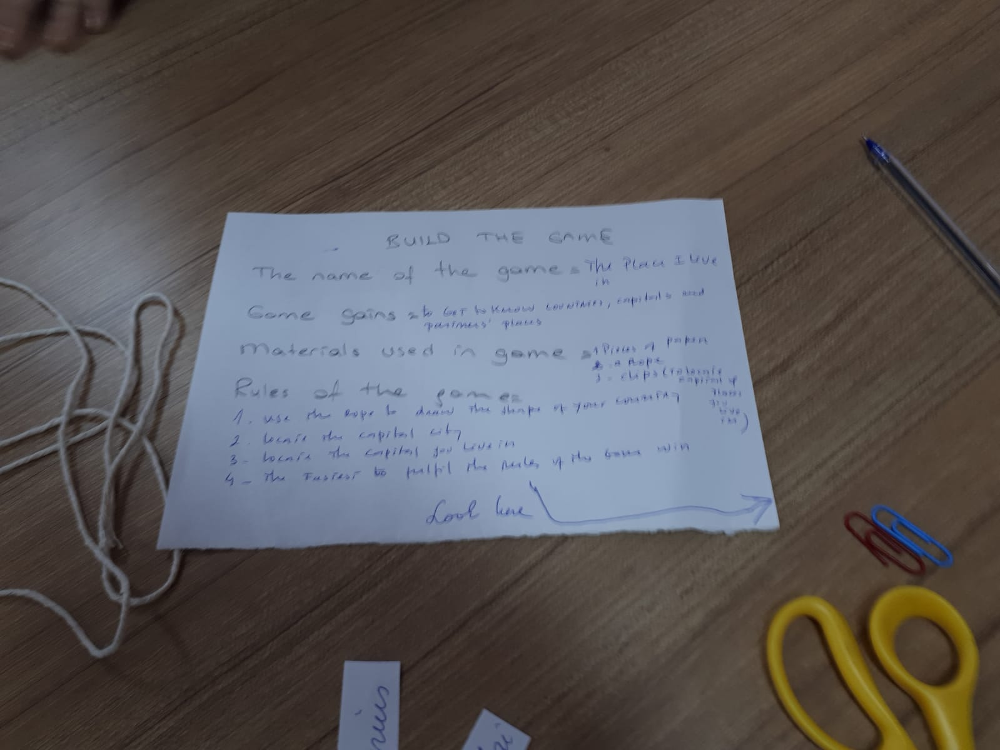 BUILD THE GAME
The name of the game = The Place I Live
in
Game gains = to Get to know countries, capitals and
partners' places
Materials used in game = 1 Pieces of paper
2 - a Rope
3 - clips (to locate
capital &
places
you
live
in)
Rules of the game =
1. use the Rope to draw the shape of your country
2. locate the capital city
3 - locate the capital you live in
4 - The Fastest to fulfil the rules of the Game win
Look here
nius
zi